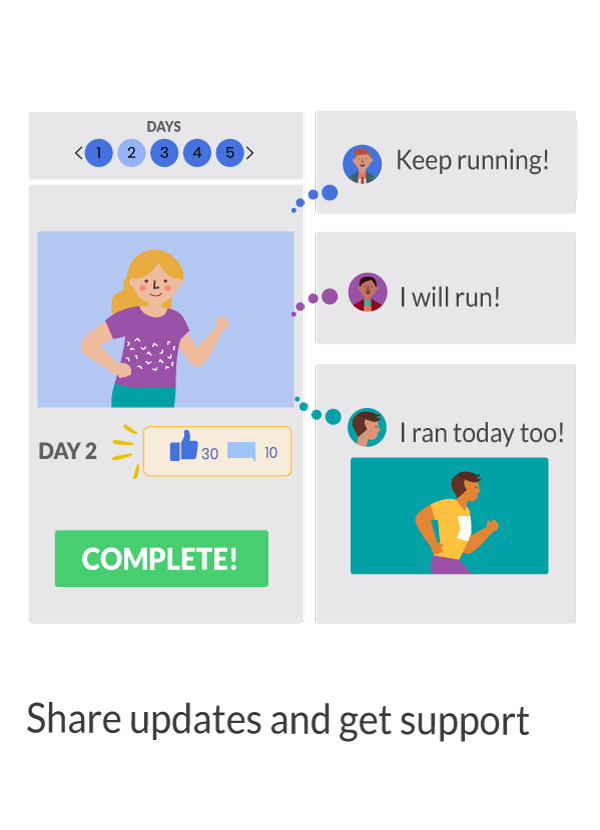 DAYS
< 1 2 3 4 5 >
Keep running!
I will run!
I ran today too!
DAY 2
30 10
COMPLETE!
Share updates and get support